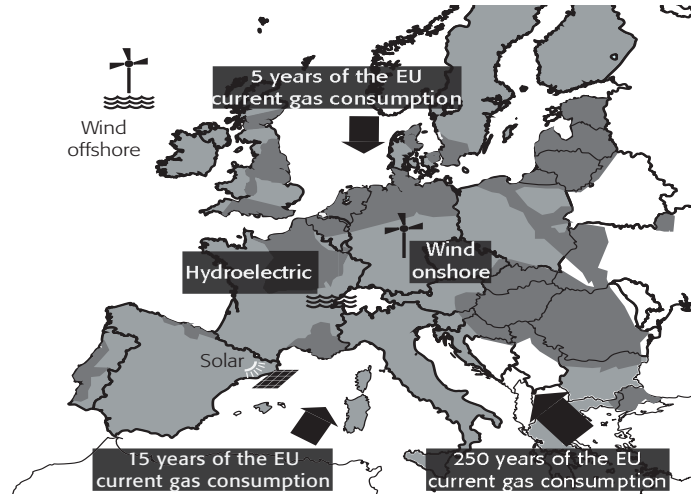 5 years of the EU
current gas consumption
Wind
offshore
Hydroelectric
Wind
onshore
Solar
15 years of the EU
current gas consumption
250 years of the EU
current gas consumption